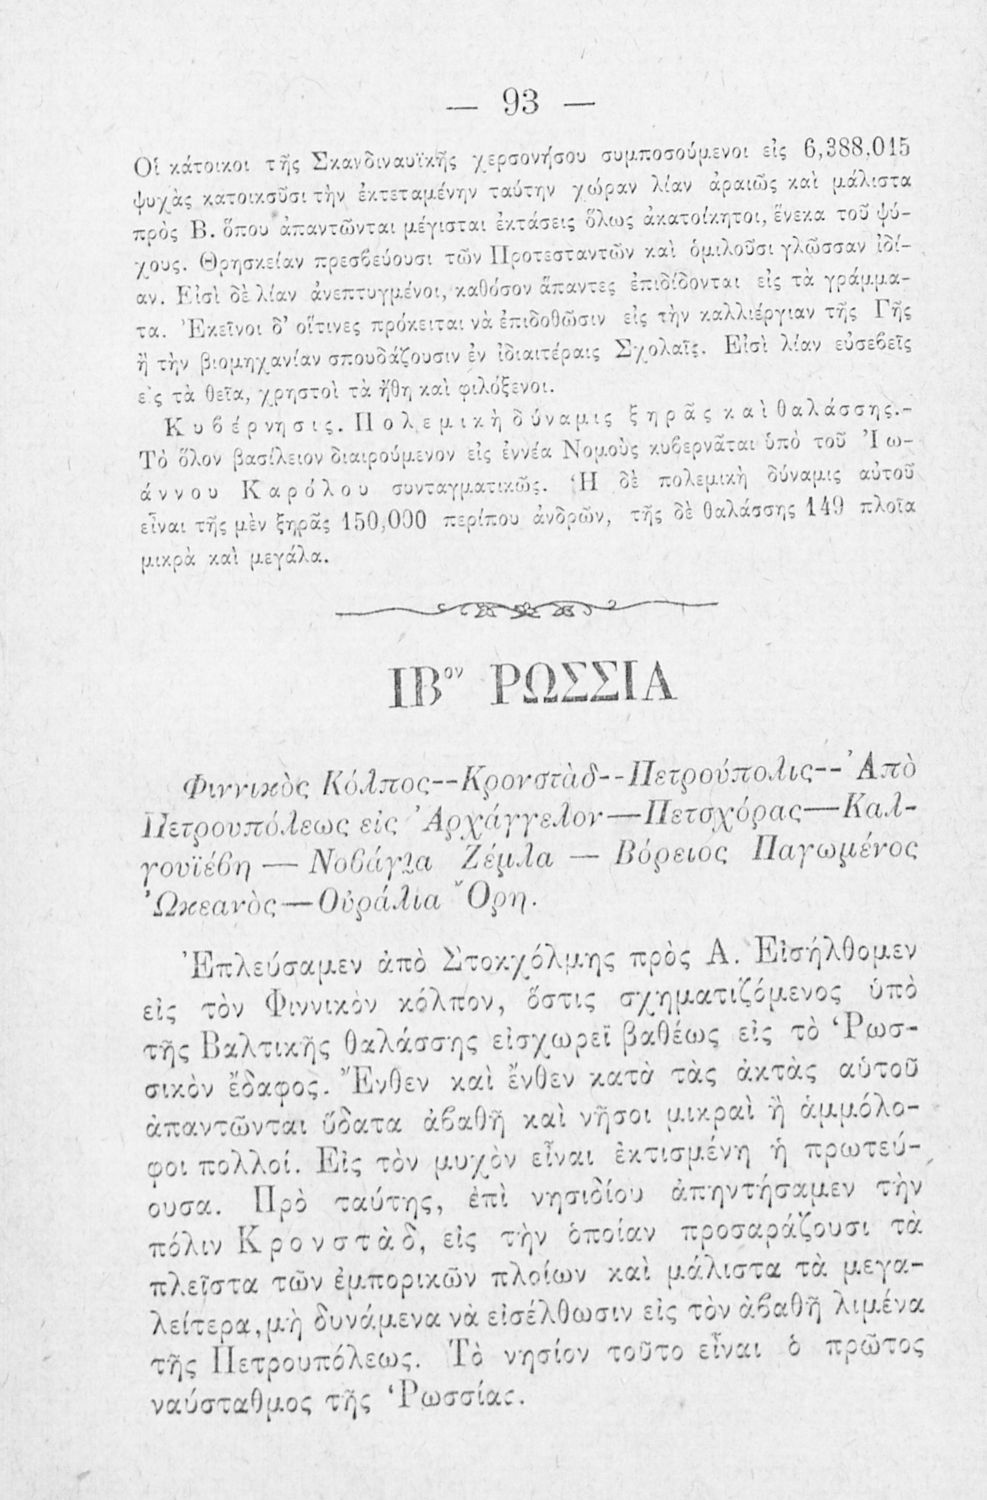 — 93 —
Οἱ κάτοικοι τῆς Σκανδιναυϊκῆς χερσονήσου συμποσούμενοι εἰς 6,388,015
ψυχὰς κατοικοῦσι τὴν ἐκτεταμένην ταύτην χώραν λίαν ἀραιῶς καὶ μάλιστα
πρὸς Β. ὅπου ἀπαντῶνται μέγισται ἐκτάσεις ὅλως ἀκατοίκητοι, ἕνεκα τοῦ ψύ-
χους. Θρησκείαν πρεσϐεύουσι τῶν Προτεσταντῶν καὶ ὁμιλοῦσι γλῶσσαν ἰδί-
αν. Εἰσὶ δὲ λίαν ἀνεπτυγμένοι, καθόσον ἅπαντες ἐπιδίδονται εἰς τὰ γράμμα-
τα. Ἐκεῖνοι δ' οἵτινες πρόκειται νὰ ἐπιδοθῶσιν εἰς τὴν καλλιέργιαν τῆς Γῆς
ἢ τὴν βιομηχανίαν σπουδάζουσιν ἐν ἰδιαιτέραις Σχολαῖς. Εἰσὶ λίαν εὐσεϐεῖς
εἰς τὰ θεῖα, χρηστοὶ τὰ ἤθη καὶ φιλόξενοι.
Κυϐέρνησις. Πολεμικὴ δύναμις ξηρᾶς καὶ θαλάσσης.–
Τὸ ὅλον βασίλειον διαιρούμενον εἰς ἐννέα Νομοὺς κυϐερνᾶται ὑπὸ τοῦ Ἰω-
άννου Καρόλου συνταγματικῶς. Ἡ δὲ πολεμικὴ δύναμις αὐτοῦ
εἶναι τῆς μὲν ξηρᾶς 150,000 περίπου ἀνδρῶν, τῆς δὲ θαλάσσης 149 πλοῖα
μικρὰ καὶ μεγάλα.
ΙΒον ΡΩΣΣΙΑ
Φιννικὸς Κόλπος--Κρονστὰδ--Πετρούπολις--Ἀπὸ
Πετρουπόλεως εἰς Ἀρχάγγελον—Πετσχόρας—Καλ-
γουϊέϐη — Νοϐάγια Ζέμλα — Βόρειος Παγωμένος
Ὠκεανὸς—Οὐράλια Ὄρη.
Ἐπλεύσαμεν ἀπὸ Στοκχόλμης πρὸς Α. Εἰσήλθομεν
εἰς τὸν Φιννικὸν κόλπον, ὅστις σχηματιζόμενος ὑπὸ
τῆς Βαλτικῆς θαλάσσης εἰσχωρεῖ βαθέως εἰς τὸ Ῥωσ-
σικὸν ἔδαφος. Ἔνθεν καὶ ἔνθεν κατὰ τὰς ἀκτὰς αὐτοῦ
ἀπαντῶνται ὕδατα ἀϐαθῆ καὶ νῆσοι μικραὶ ἢ ἀμμόλο-
φοι πολλοί. Εἰς τὸν μυχὸν εἶναι ἐκτισμένη ἡ πρωτεύ-
ουσα. Πρὸ ταύτης, ἐπὶ νησιδίου ἀπηντήσαμεν τὴν
πόλιν Κρονστὰδ, εἰς τὴν ὁποίαν προσαράζουσι τὰ
πλεῖστα τῶν ἐμπορικῶν πλοίων καὶ μάλιστα τὰ μεγα-
λείτερα, μὴ δυνάμενα νὰ εἰσέλθωσιν εἰς τὸν ἀϐαθῆ λιμένα
τῆς Πετρουπόλεως. Τὸ νησίον τοῦτο εἶναι ὁ πρῶτος
ναύσταθμος τῆς Ῥωσσίας.